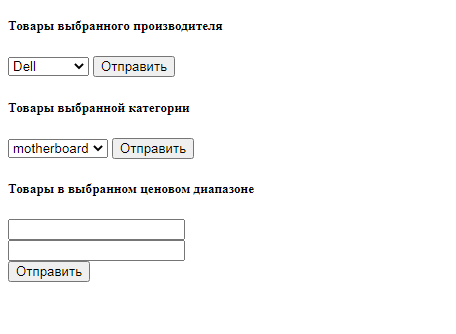 Товары выбранного производителя
Dell Отправить
Товары выбранной категории
motherboard Отправить
Товары в выбранном ценовом диапазоне
Отправить